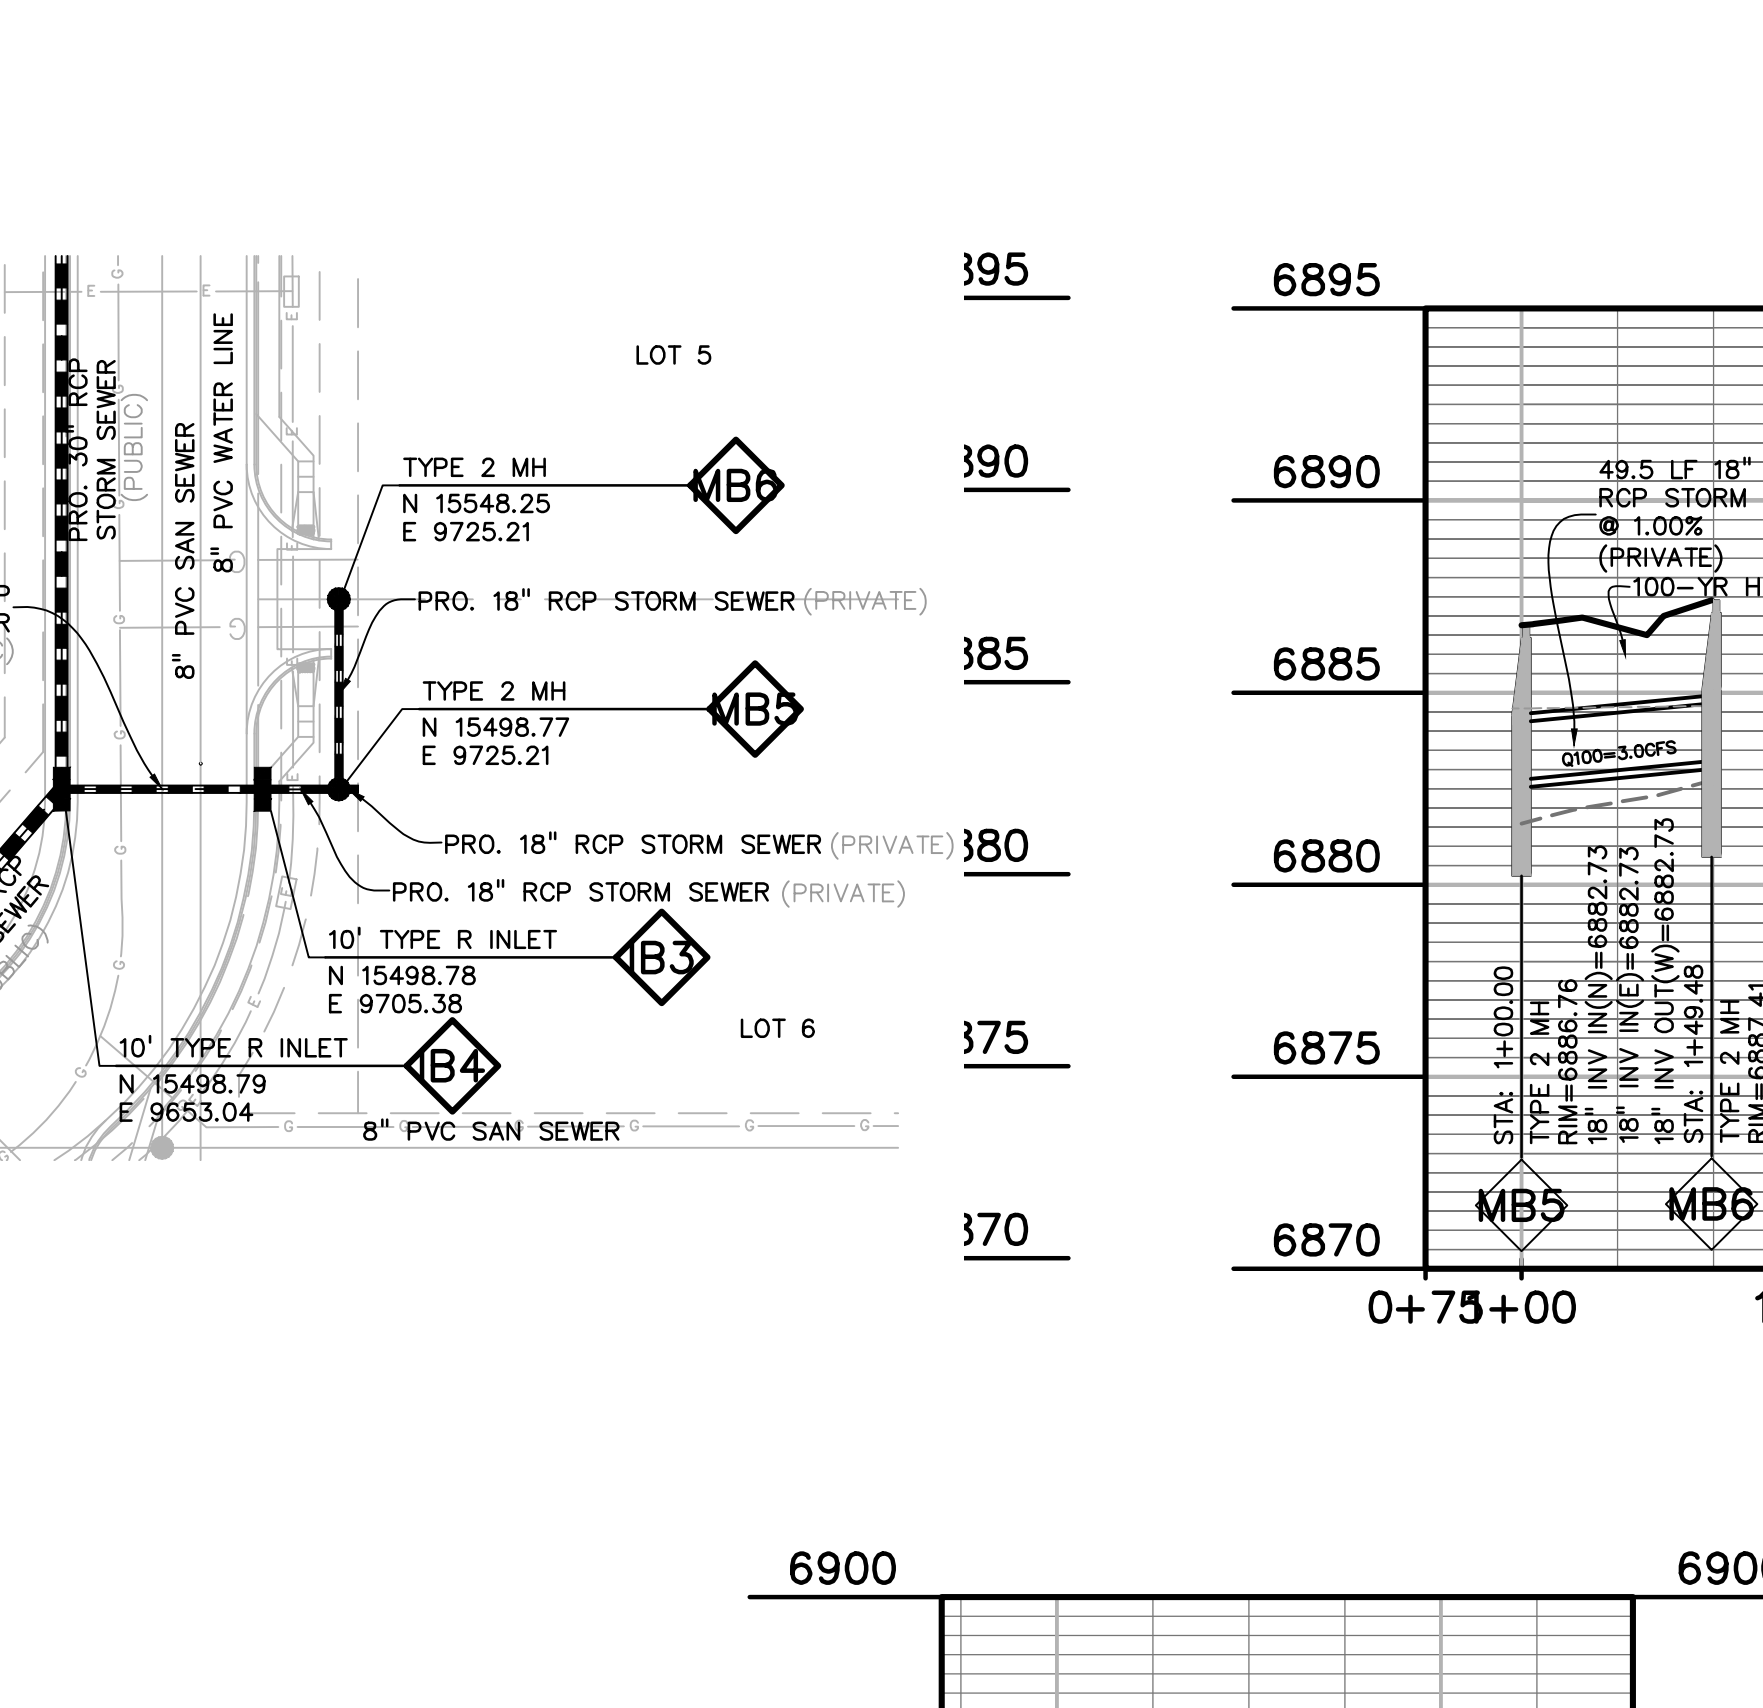 PRO. 30" RCP
STORM SEWER
(PUBLIC)
8" PVC SAN SEWER
8" PVC WATER LINE
LOT 5
TYPE 2 MH
N 15548.25
E 9725.21
MB6
PRO. 18" RCP STORM SEWER (PRIVATE)
TYPE 2 MH
N 15498.77
E 9725.21
MB5
PRO. 18" RCP STORM SEWER (PRIVATE)
PRO. 18" RCP STORM SEWER (PRIVATE)
10' TYPE R INLET
N 15498.78
E 9705.38
IB3
LOT 6
10' TYPE R INLET
N 15498.79
E 9653.04
IB4
8" PVC SAN SEWER
RCP
SEWER
895
890
885
880
875
870
6895
6890
6885
6880
6875
6870
49.5 LF 18"
RCP STORM
@ 1.00%
(PRIVATE)
100-YR H
Q100=3.0CFS
STA: 1+00.00
TYPE 2 MH
RIM=6886.76
18" INV IN(N)=6882.73
18" INV IN(E)=6882.73
18" INV OUT(W)=6882.73
STA: 1+49.48
TYPE 2 MH
RIM=6887.41
MB5
MB6
0+75
1+00
6900
6900